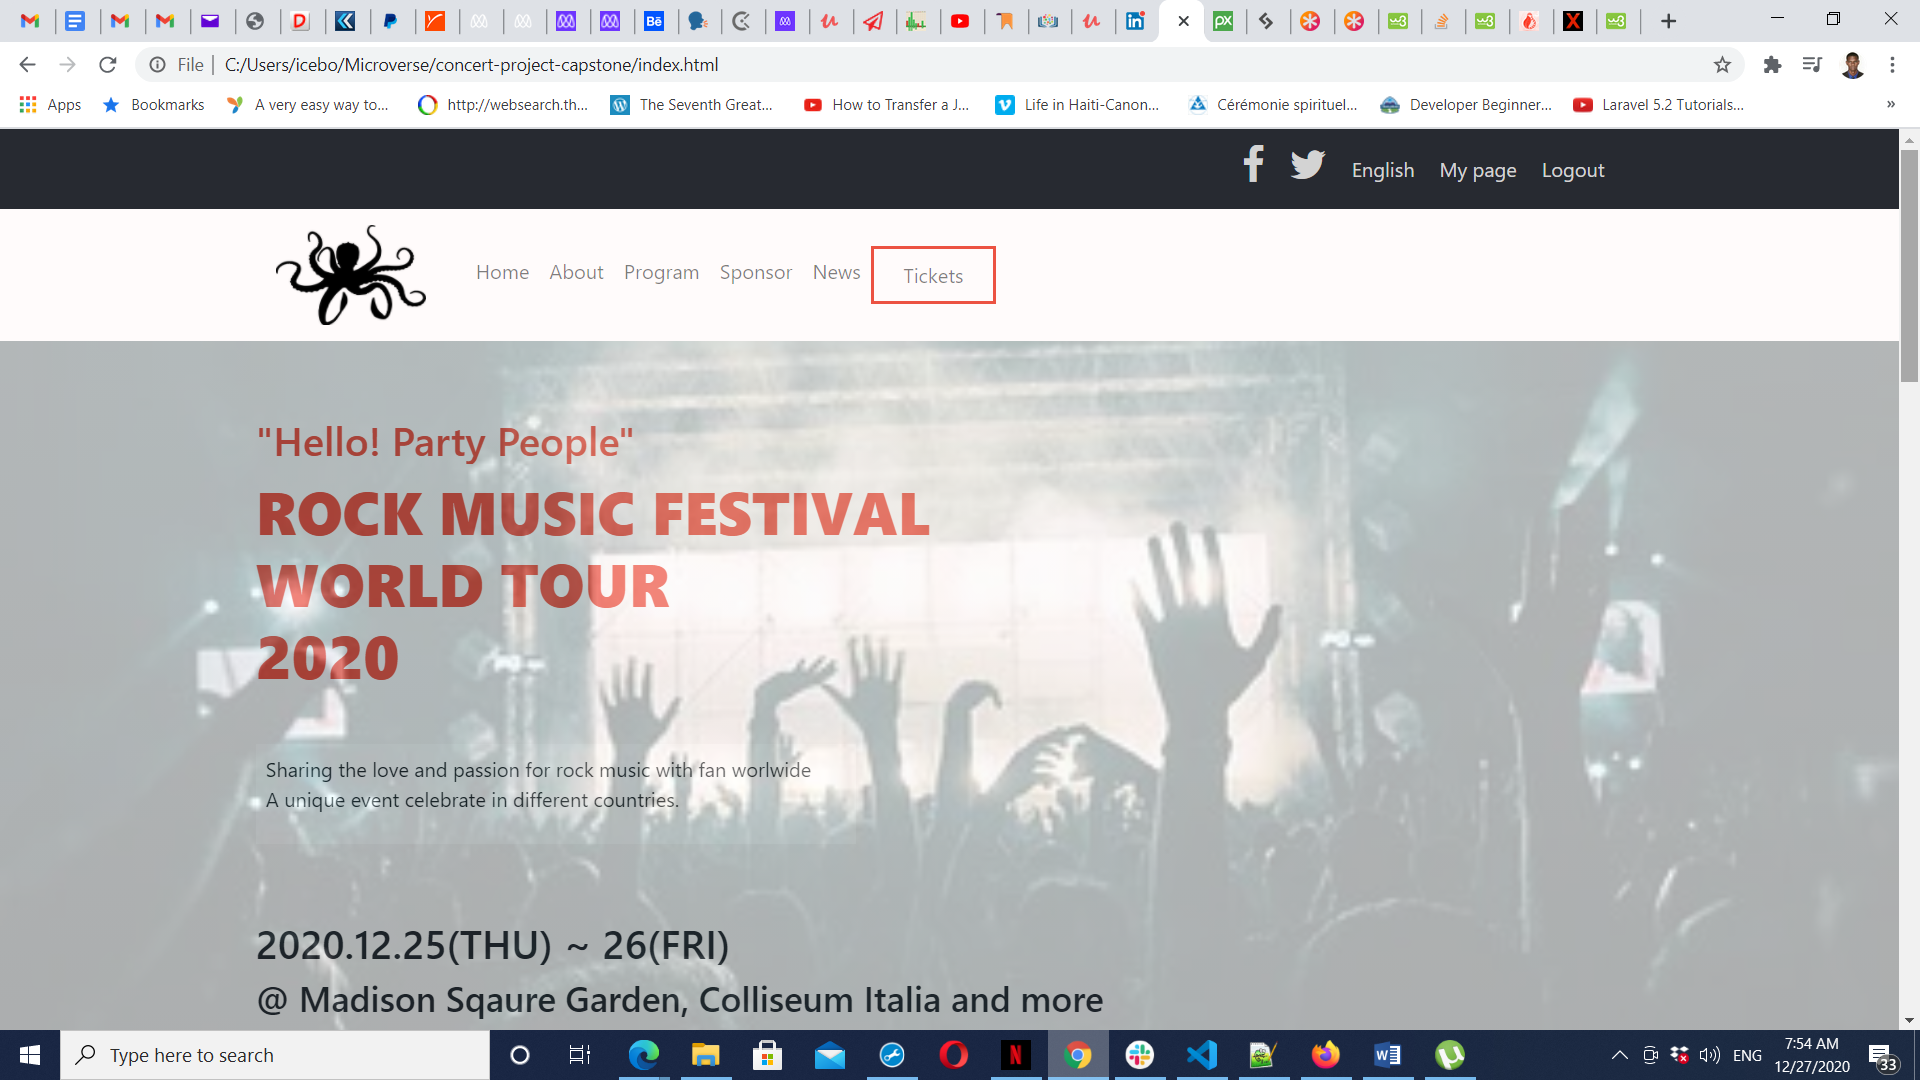 File
C:/Users/icebo/Microverse/concert-project-capstone/index.html
Apps
Bookmarks
A very easy way to...
http://websearch.th...
The Seventh Great...
How to Transfer a J...
Life in Haiti-Canon...
Cérémonie spirituel...
Developer Beginner...
Laravel 5.2 Tutorials...
»
English
My page
Logout
Home
About
Program
Sponsor
News
Tickets
"Hello! Party People"
ROCK MUSIC FESTIVAL
WORLD TOUR
2020
Sharing the love and passion for rock music with fan worlwide
A unique event celebrate in different countries.
2020.12.25(THU) ~ 26(FRI)
@ Madison Sqaure Garden, Colliseum Italia and more
Type here to search
ENG
7:54 AM
12/27/2020
33